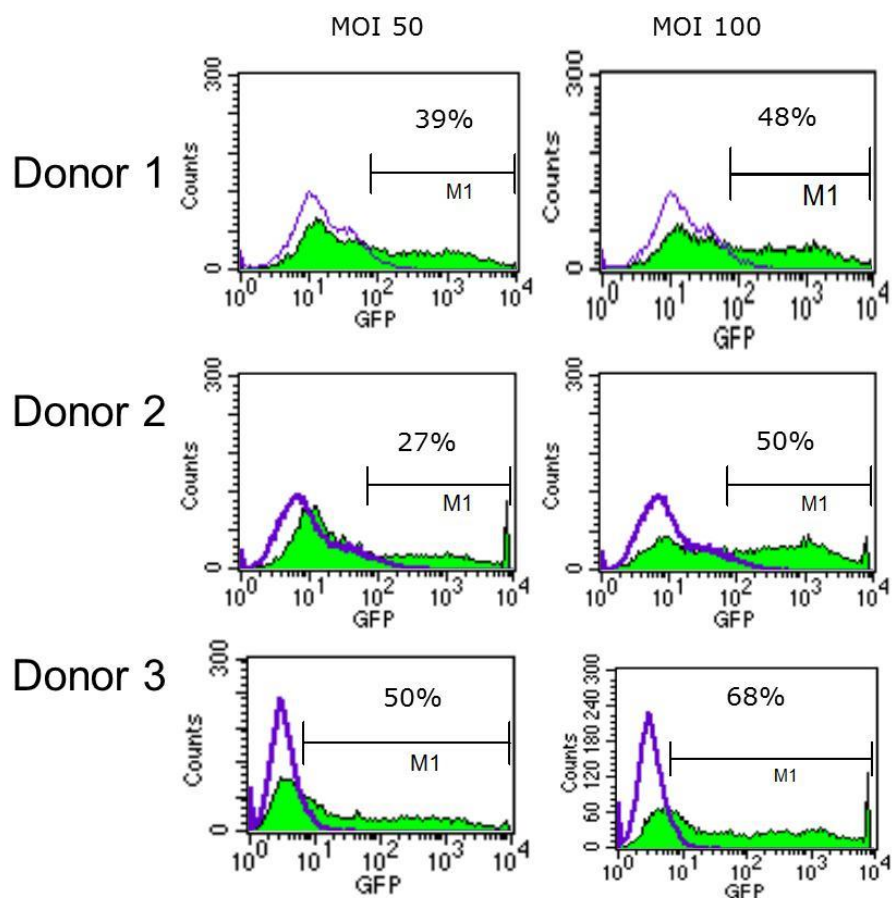 MOI 50 MOI 100
Donor 1
300
Counts
0
39%
M1
10^0 10^1 10^2 10^3 10^4
GFP
300
Counts
0
48%
M1
10^0 10^1 10^2 10^3 10^4
GFP
Donor 2
300
Counts
0
27%
M1
10^0 10^1 10^2 10^3 10^4
GFP
300
Counts
0
50%
M1
10^0 10^1 10^2 10^3 10^4
GFP
Donor 3
300
Counts
0
50%
M1
10^0 10^1 10^2 10^3 10^4
GFP
0 60 120 180 240 300
Counts
68%
M1
10^0 10^1 10^2 10^3 10^4
GFP